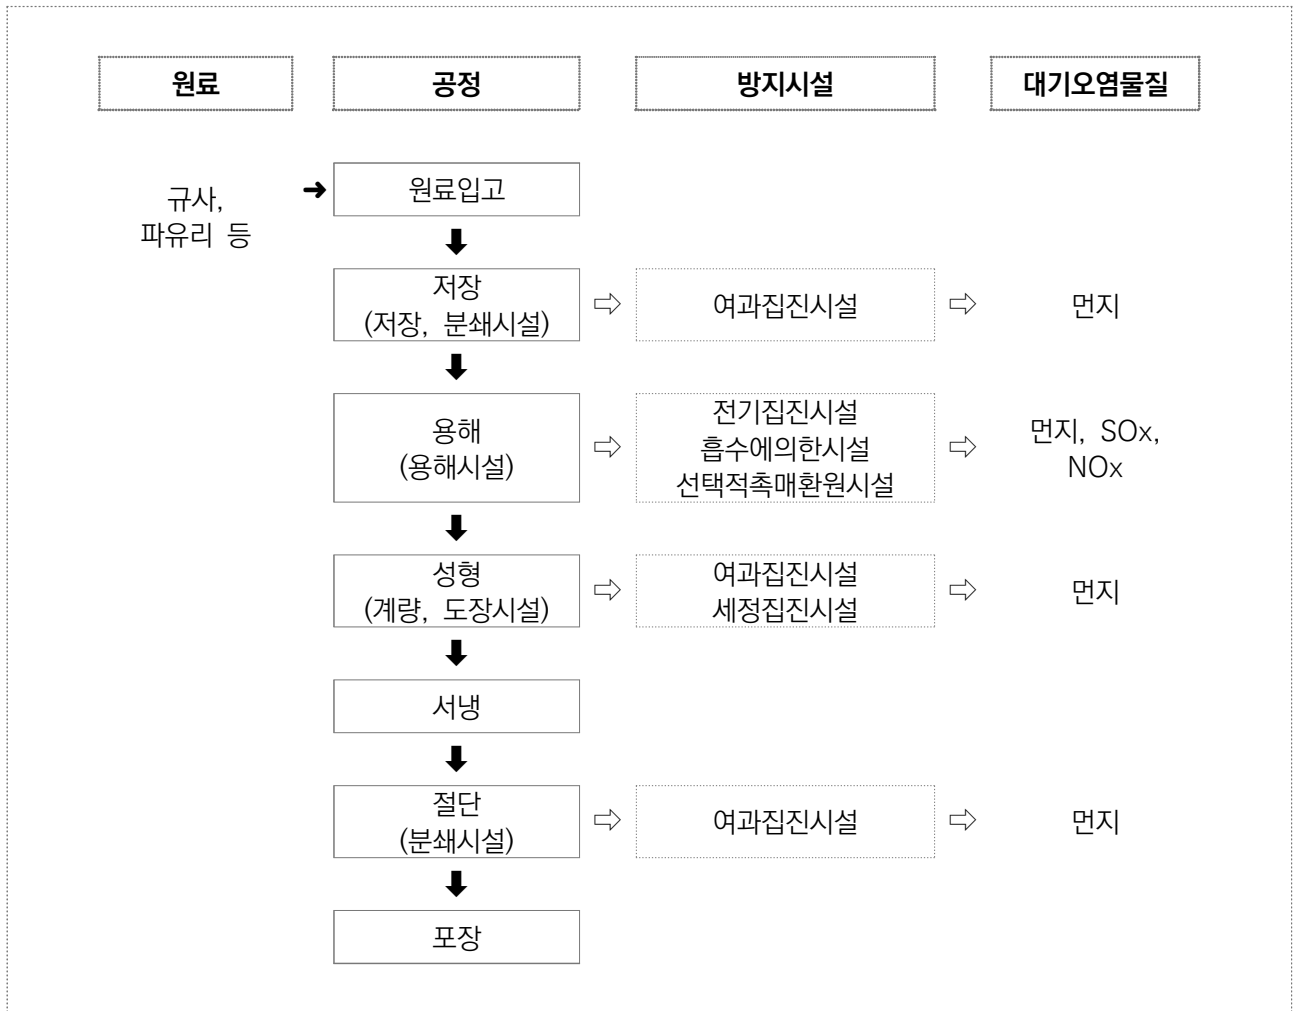 원료
공정
방지시설
대기오염물질
규사,
파유리 등
원료입고
저장
(저장, 분쇄시설)
여과집진시설
먼지
용해
(용해시설)
전기집진시설
흡수에의한시설
선택적촉매환원시설
먼지, SOx,
NOx
성형
(계량, 도장시설)
여과집진시설
세정집진시설
먼지
서냉
절단
(분쇄시설)
여과집진시설
먼지
포장